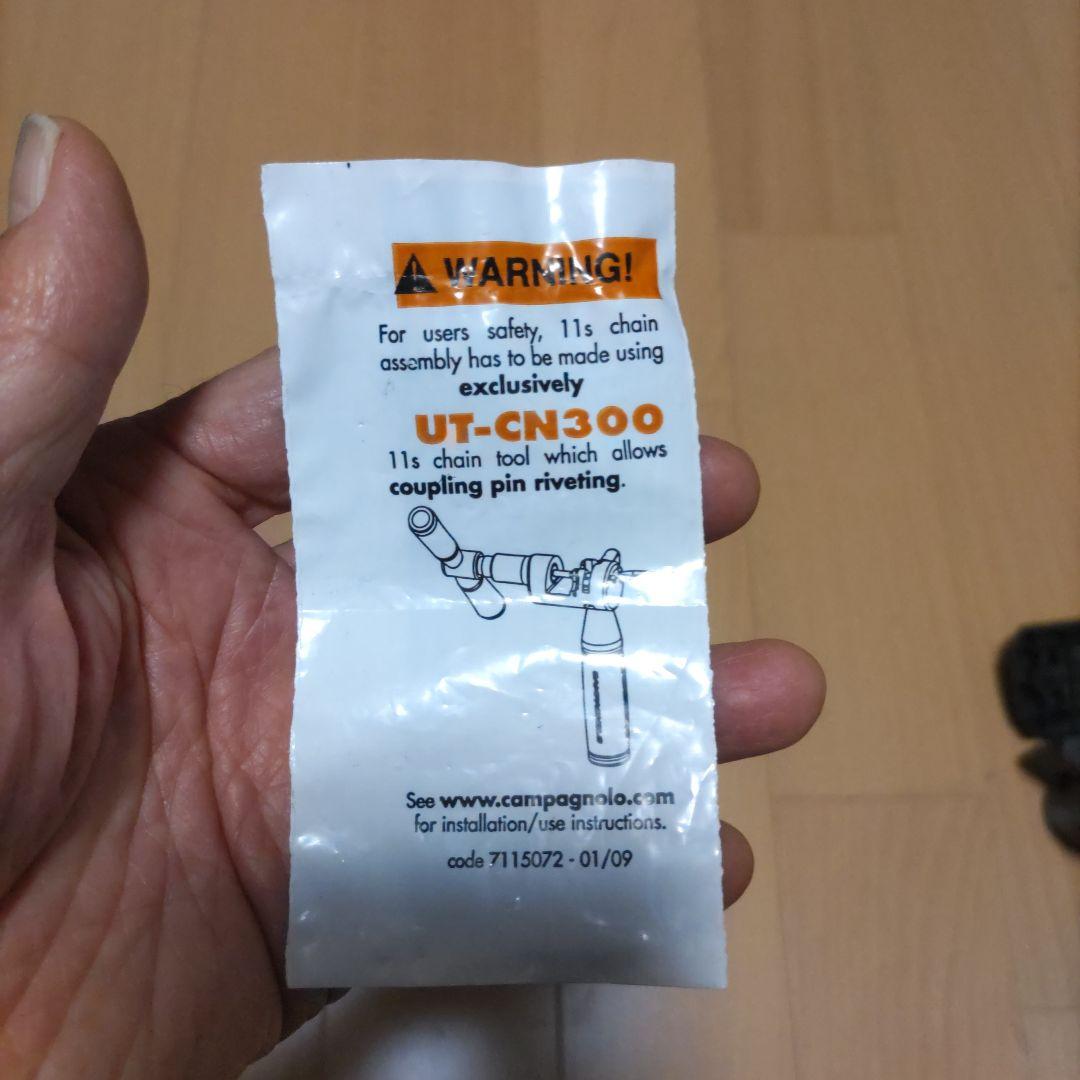 WARNING!
For users safety, 11s chain
assembly has to be made using
exclusively
UT-CN300
11s chain tool which allows
coupling pin riveting.
See www.campagnolo.com
for installation/use instructions.
code 7115072 - 01/09